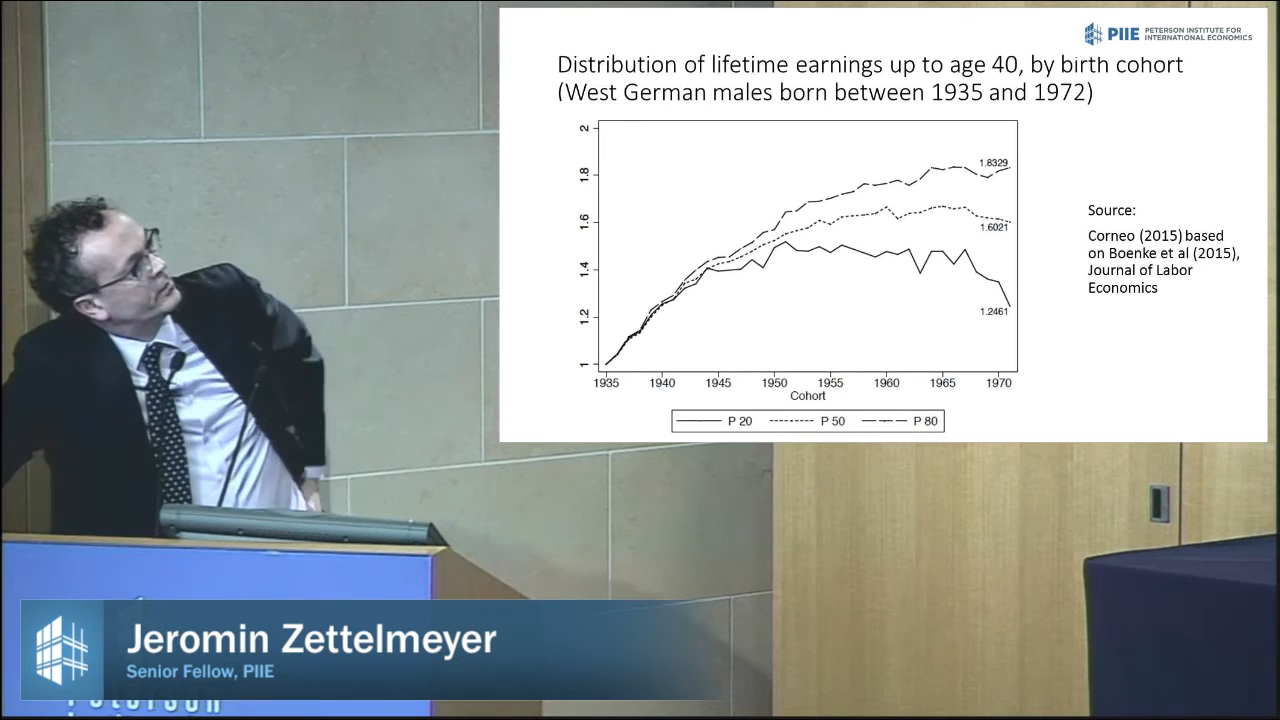 PIIE
PETERSON INSTITUTE FOR
INTERNATIONAL ECONOMICS
Distribution of lifetime earnings up to age 40, by birth cohort
(West German males born between 1935 and 1972)
2
1.8
1.6
1.4
1.2
1
1.8329
1.6021
1.2461
1935 1940 1945 1950 1955 1960 1965 1970
Cohort
P 20 P 50 P 80
Source:
Corneo (2015) based
on Boenke et al (2015),
Journal of Labor
Economics
Jeromin Zettelmeyer
Senior Fellow, PIIE
Peterson